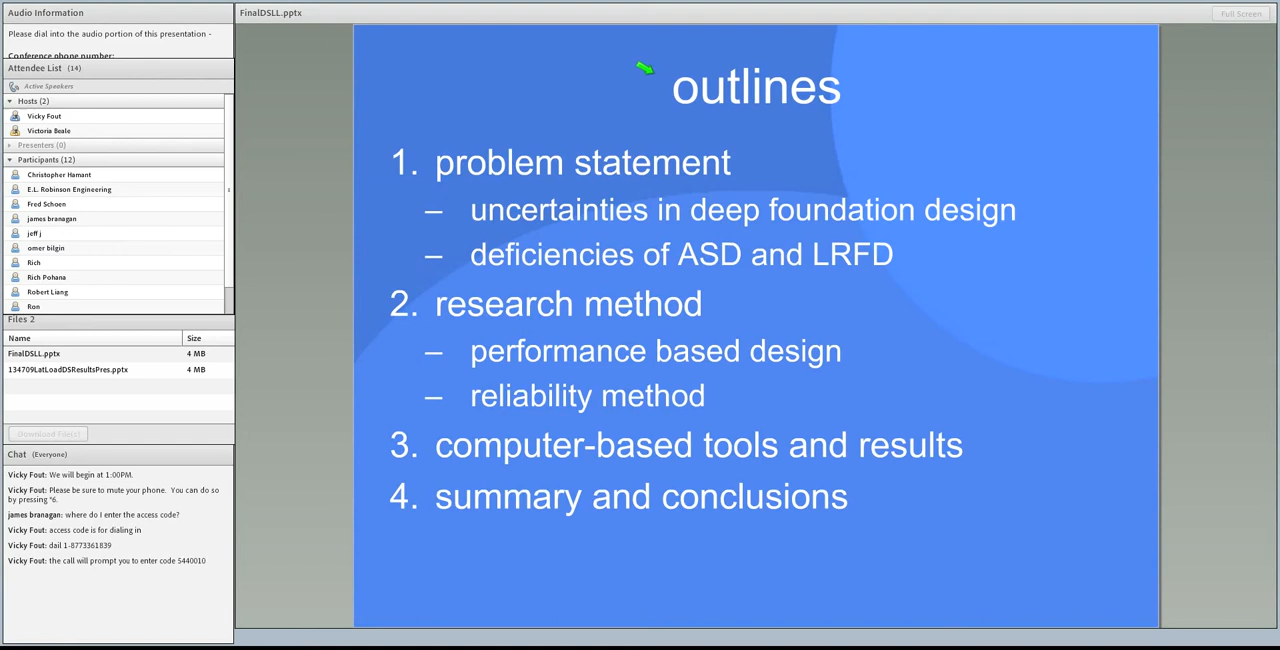 Audio Information
Please dial into the audio portion of this presentation -
Conference phone number:
Attendee List (14)
Active Speakers
Hosts (2)
Vicky Fout
Victoria Beale
Presenters (0)
Participants (12)
Christopher Hamant
E.L. Robinson Engineering
Fred Schoen
james branagan
jeff j
omer bilgin
Rich
Rich Pohana
Robert Liang
Ron
Files 2
Name Size
FinalDSLL.pptx 4 MB
134709LatLoadDSResultsPres.pptx 4 MB
Download File(s)
Chat (Everyone)
Vicky Fout: We will begin at 1:00PM.
Vicky Fout: Please be sure to mute your phone. You can do so
by pressing *6.
james branagan: where do I enter the access code?
Vicky Fout: access code is for dialing in
Vicky Fout: dail 1-8773361839
Vicky Fout: the call will prompt you to enter code 5440010
FinalDSLL.pptx
Full Screen
outlines
1. problem statement
– uncertainties in deep foundation design
– deficiencies of ASD and LRFD
2. research method
– performance based design
– reliability method
3. computer-based tools and results
4. summary and conclusions